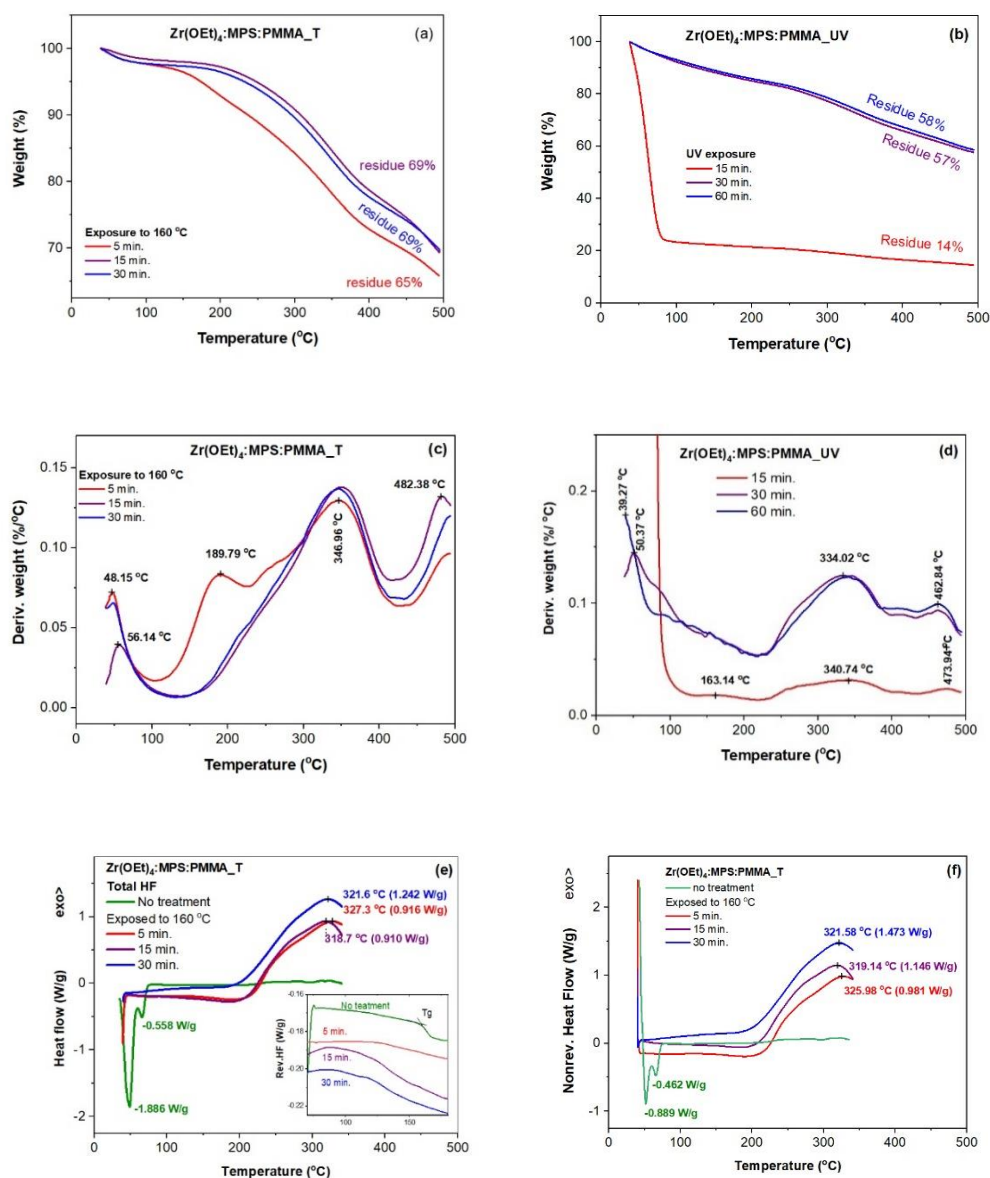 Zr(OEt)4:MPS:PMMA_T
(a)
100
90
80
70
Weight (%)
residue 69%
residue 69%
residue 65%
Exposure to 160 °C
5 min.
15 min.
30 min.
0 100 200 300 400 500
Temperature (°C)
Zr(OEt)4:MPS:PMMA_UV
(b)
100
80
60
40
20
0
Weight (%)
Residue 58%
Residue 57%
UV exposure
15 min.
30 min.
60 min.
Residue 14%
0 100 200 300 400 500
Temperature (°C)
Zr(OEt)4:MPS:PMMA_T
(c)
Exposure to 160 °C
5 min.
15 min.
30 min.
0.15
0.10
0.05
0.00
Deriv. weight (%/°C)
482.38 °C
189.79 °C
346.96 °C
48.15 °C
56.14 °C
0 100 200 300 400 500
Temperature (°C)
(d)
Zr(OEt)4:MPS:PMMA_UV
15 min.
30 min.
60 min.
0.2
0.1
0.0
Deriv. weight (%/ °C)
39.27 °C
50.37 °C
334.02 °C
462.84 °C
163.14 °C
340.74 °C
473.94 °C
0 100 200 300 400 500
Temperature (°C)
Zr(OEt)4:MPS:PMMA_T
(e)
exo>
Total HF
No treatment
Exposed to 160 °C
5 min.
15 min.
30 min.
1
0
-1
-2
Heat flow (W/g)
321.6 °C (1.242 W/g)
327.3 °C (0.916 W/g)
318.7 °C (0.910 W/g)
-0.558 W/g
-1.886 W/g
-0.16
-0.18
-0.20
-0.22
Rev.HF (W/g)
No teatment
Tg
5 min.
15 min.
30 min.
100 150
0 100 200 300 400 500
Temperature (°C)
Zr(OEt)4:MPS:PMMA_T
(f)
exo>
no treatment
Exposed to 160 °C
5 min.
15 min.
30 min.
2
1
0
-1
Nonrev. Heat Flow (W/g)
321.58 °C (1.473 W/g)
319.14 °C (1.146 W/g)
325.98 °C (0.981 W/g)
-0.462 W/g
-0.889 W/g
0 100 200 300 400 500
Temperature (°C)